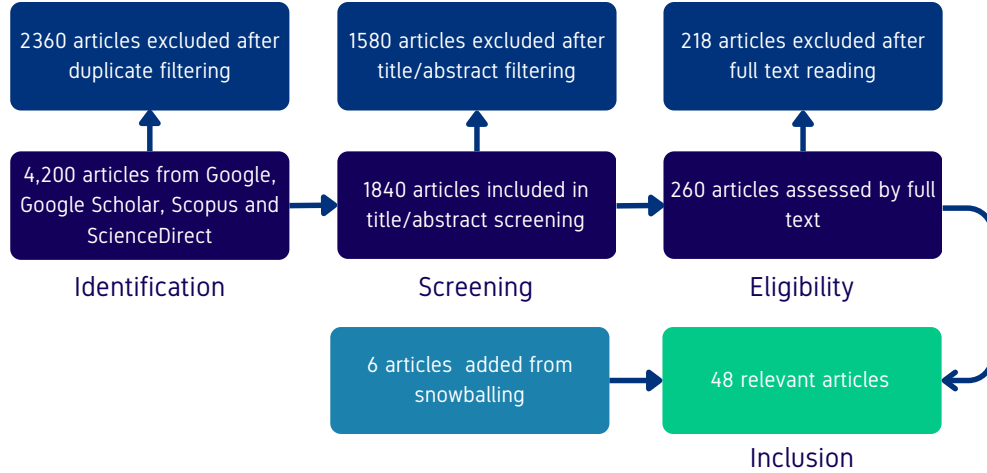 2360 articles excluded after
duplicate filtering
1580 articles excluded after
title/abstract filtering
218 articles excluded after
full text reading
4,200 articles from Google,
Google Scholar, Scopus and
ScienceDirect
1840 articles included in
title/abstract screening
260 articles assessed by full
text
Identification
Screening
Eligibility
6 articles added from
snowballing
48 relevant articles
Inclusion